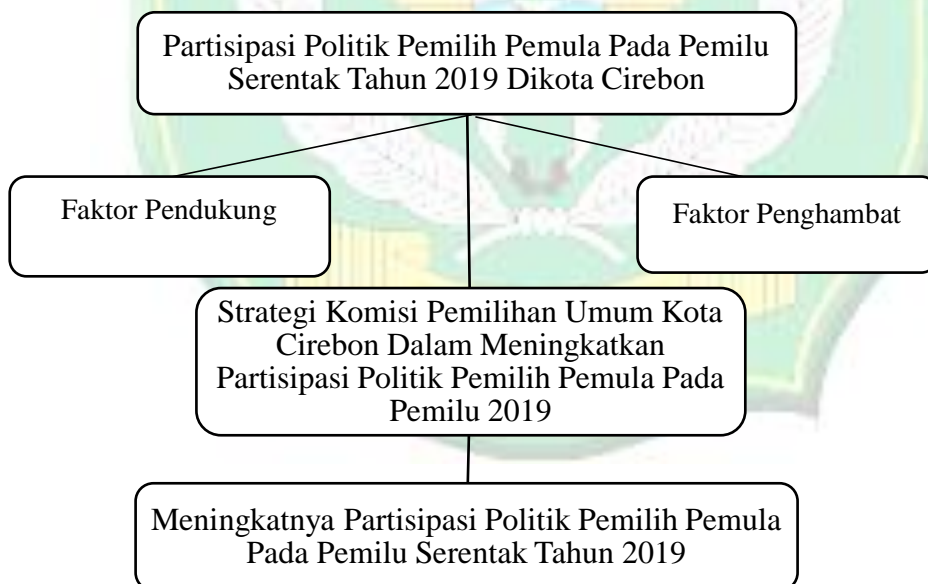 Partisipasi Politik Pemilih Pemula Pada Pemilu
Serentak Tahun 2019 Dikota Cirebon
Faktor Pendukung
Faktor Penghambat
Strategi Komisi Pemilihan Umum Kota
Cirebon Dalam Meningkatkan
Partisipasi Politik Pemilih Pemula Pada
Pemilu 2019
Meningkatnya Partisipasi Politik Pemilih Pemula
Pada Pemilu Serentak Tahun 2019